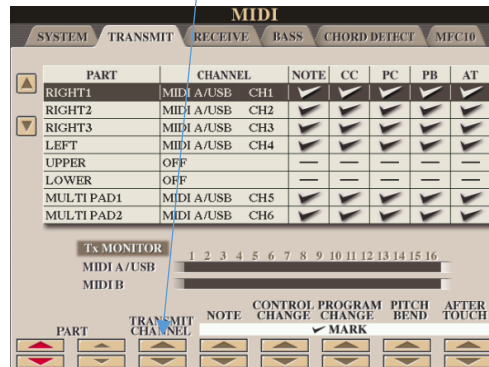 MIDI
SYSTEM TRANSMIT RECEIVE BASS CHORD DETECT MFC10
PART CHANNEL NOTE CC PC PB AT
RIGHT1 MIDI A/USB CH1
RIGHT2 MIDI A/USB CH2
RIGHT3 MIDI A/USB CH3
LEFT MIDI A/USB CH4
UPPER OFF — — — — —
LOWER OFF — — — — —
MULTI PAD1 MIDI A/USB CH5
MULTI PAD2 MIDI A/USB CH6
Tx MONITOR 1 2 3 4 5 6 7 8 9 10 11 12 13 14 15 16
MIDI A/USB
MIDI B
PART TRANSMIT CHANNEL NOTE CONTROL CHANGE PROGRAM CHANGE PITCH BEND AFTER TOUCH
MARK